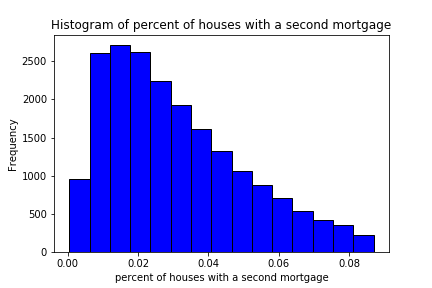 Histogram of percent of houses with a second mortgage
Frequency
2500
2000
1500
1000
500
0
0.00 0.02 0.04 0.06 0.08
percent of houses with a second mortgage